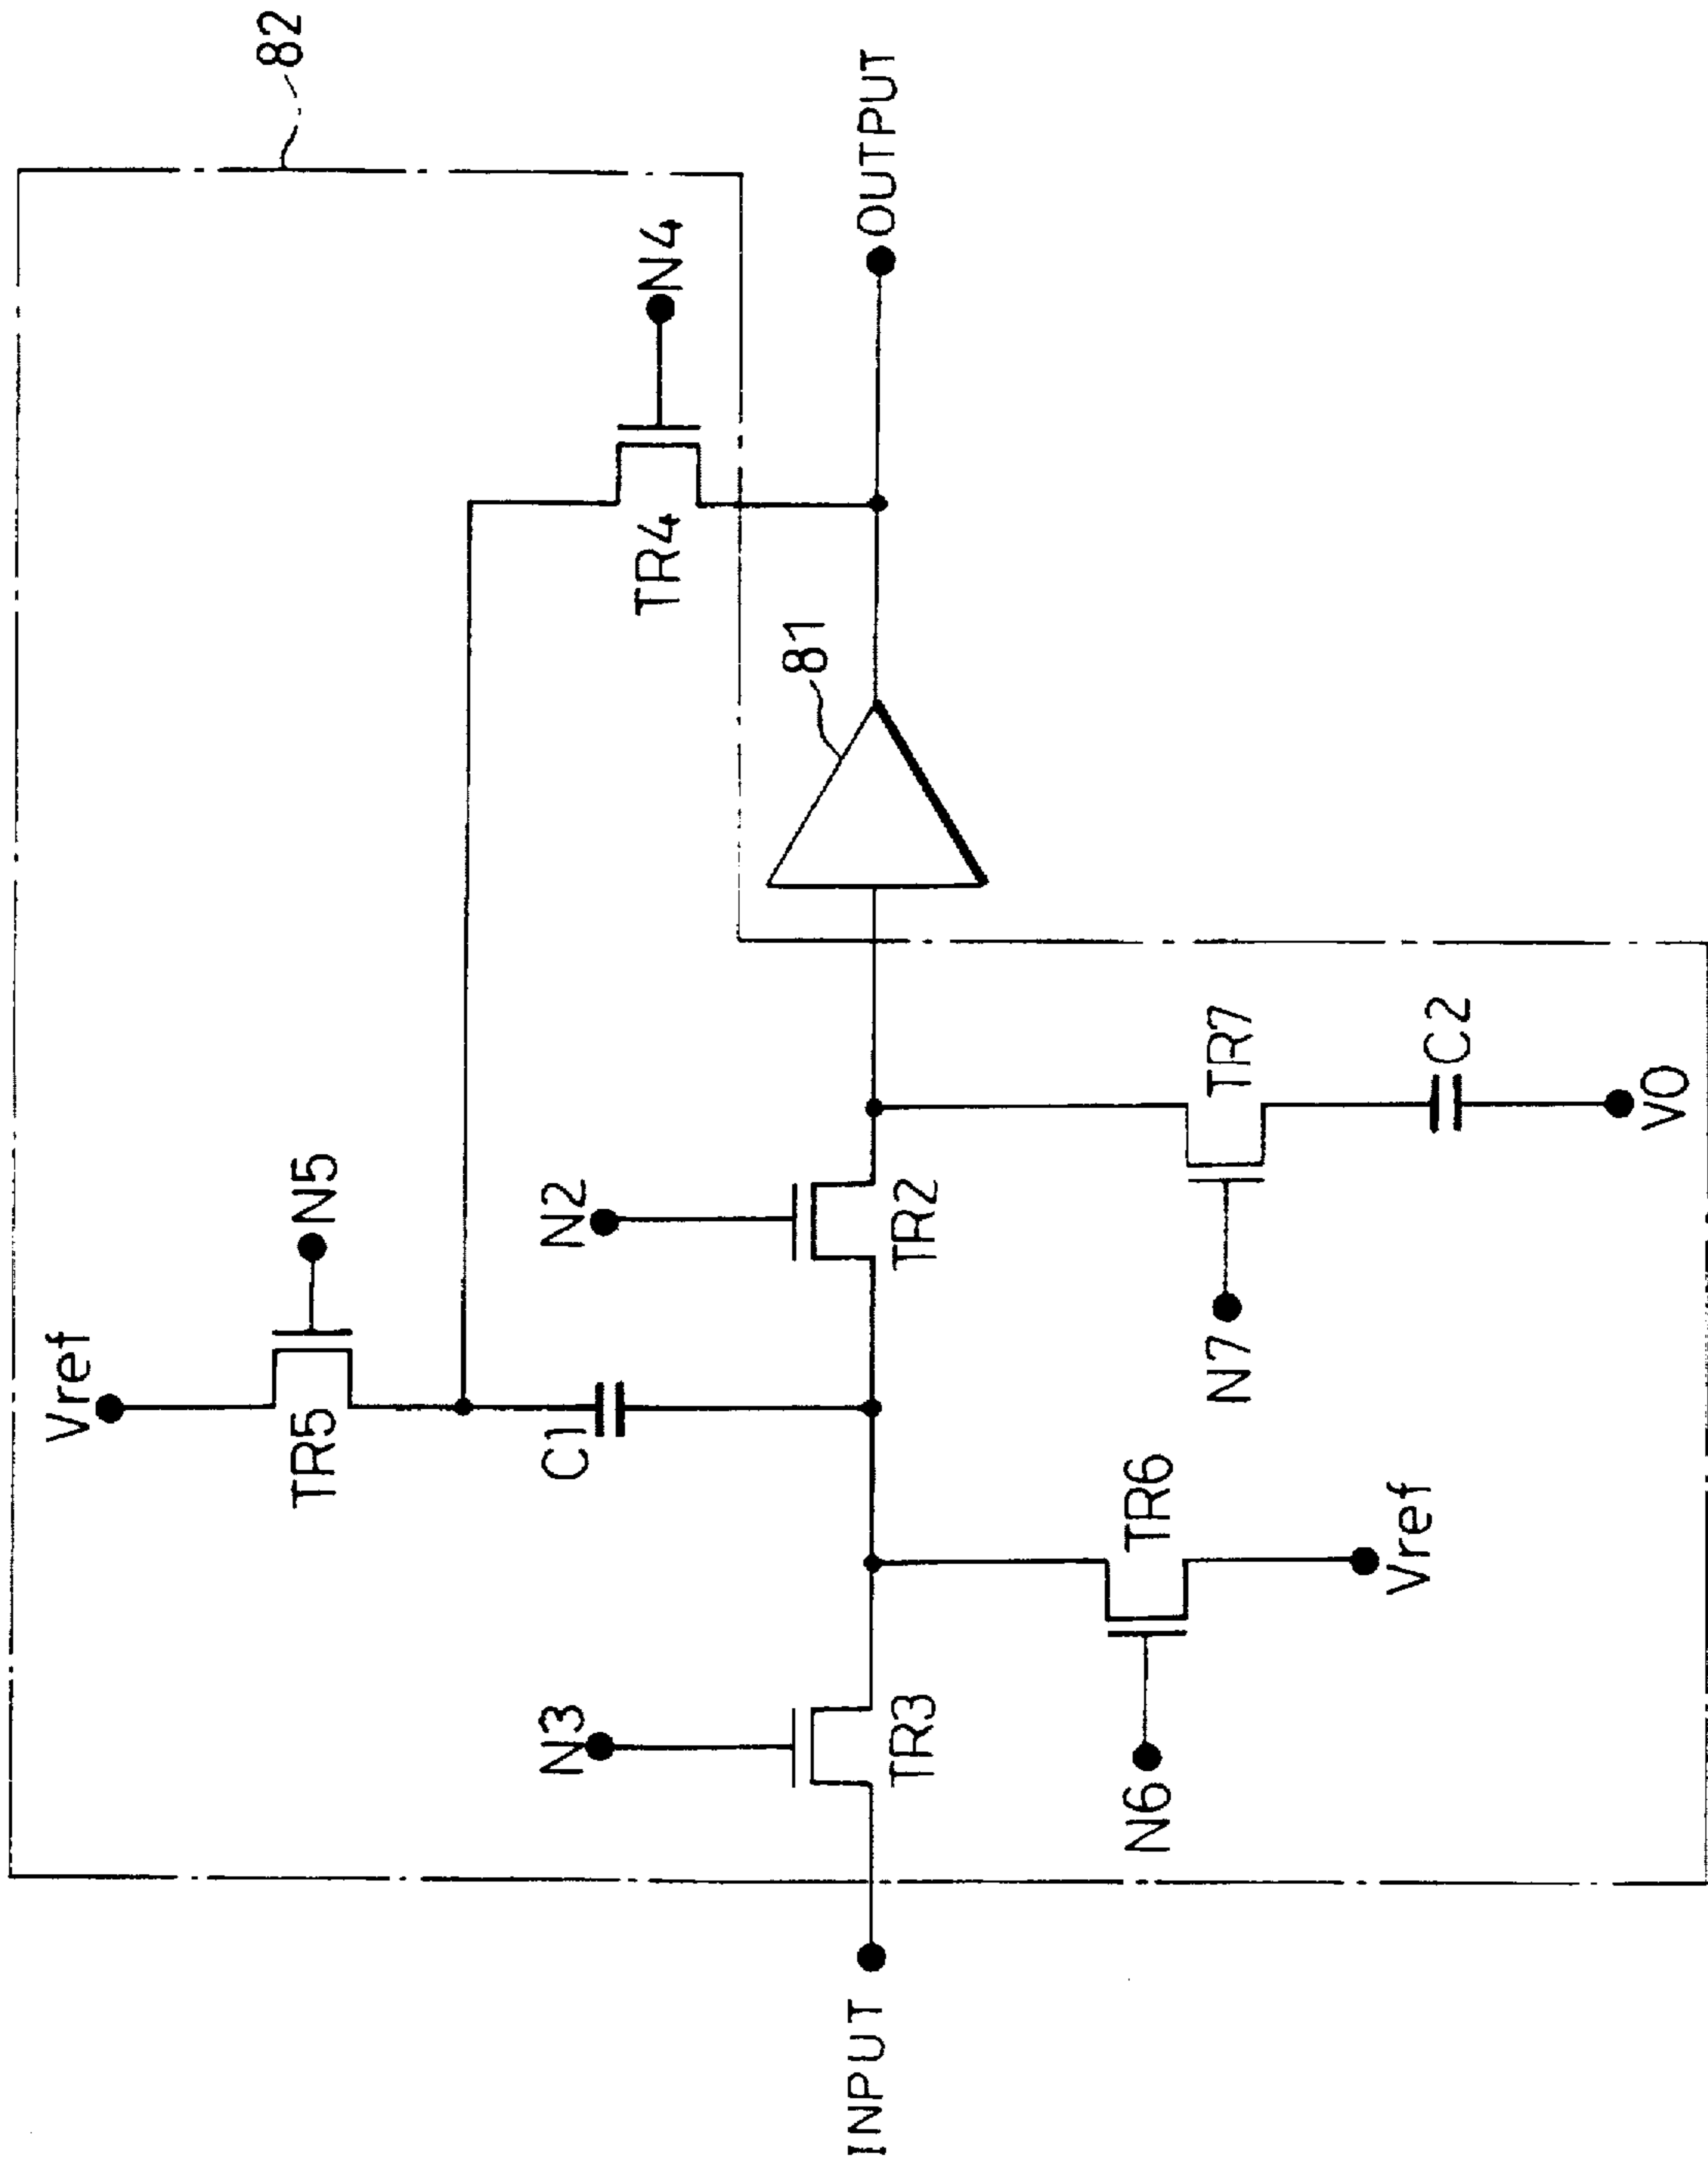 82
Vref
N5
TR5
N4
TR4
C1
N2
81
N3
TR2
TR3
OUTPUT
INPUT
TR6
TR7
N6
N7
Vref
C2
V0